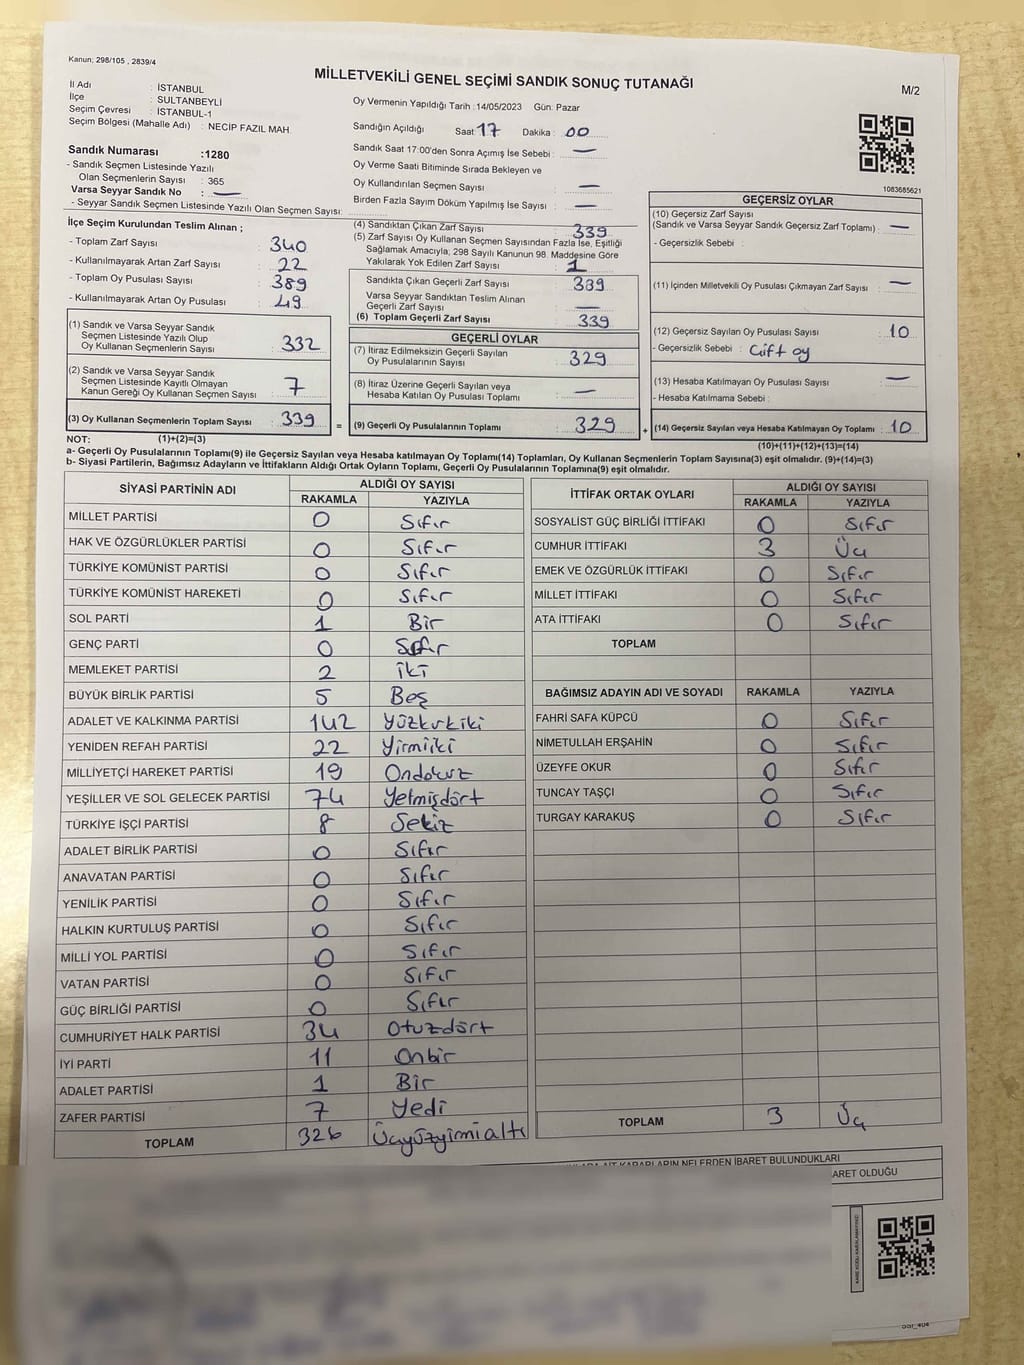 Kanun; 298/105 , 2839/4
MİLLETVEKİLİ GENEL SEÇİMİ SANDIK SONUÇ TUTANAĞI
M/2
İl Adı : İSTANBUL
İlçe : SULTANBEYLİ
Seçim Çevresi : İSTANBUL-1
Seçim Bölgesi (Mahalle Adı) : NECİP FAZIL MAH.
Sandık Numarası :1280
- Sandık Seçmen Listesinde Yazılı
Olan Seçmenlerin Sayısı : 365
Varsa Seyyar Sandık No : —
- Seyyar Sandık Seçmen Listesinde Yazılı Olan Seçmen Sayısı:
Oy Vermenin Yapıldığı Tarih :14/05/2023 Gün: Pazar
Sandığın Açıldığı Saat: 17 Dakika : 00
Sandık Saat 17:00'den Sonra Açımış İse Sebebi : —
Oy Verme Saati Bitiminde Sırada Bekleyen ve
Oy Kullandırılan Seçmen Sayısı : —
Birden Fazla Sayım Döküm Yapılmış İse Sayısı : —
1083685621
İlçe Seçim Kurulundan Teslim Alınan ;
- Toplam Zarf Sayısı : 340
- Kullanılmayarak Artan Zarf Sayısı : 22
- Toplam Oy Pusulası Sayısı : 389
- Kullanılmayarak Artan Oy Pusulası : 49
(1) Sandık ve Varsa Seyyar Sandık
Seçmen Listesinde Yazılı Olup
Oy Kullanan Seçmenlerin Sayısı : 332
(2) Sandık ve Varsa Seyyar Sandık
Seçmen Listesinde Kayıtlı Olmayan
Kanun Gereği Oy Kullanan Seçmen Sayısı : 7
(3) Oy Kullanan Seçmenlerin Toplam Sayısı : 339
=
(4) Sandıktan Çıkan Zarf Sayısı : 339
(5) Zarf Sayısı Oy Kullanan Seçmen Sayısından Fazla İse, Eşitliği
Sağlamak Amacıyla, 298 Sayılı Kanunun 98. Maddesine Göre
Yakılarak Yok Edilen Zarf Sayısı : 1
Sandıkta Çıkan Geçerli Zarf Sayısı : 339
Varsa Seyyar Sandıktan Teslim Alınan
Geçerli Zarf Sayısı : —
(6) Toplam Geçerli Zarf Sayısı : 339
GEÇERLİ OYLAR
(7) İtiraz Edilmeksizin Geçerli Sayılan
Oy Pusulalarının Sayısı : 329
(8) İtiraz Üzerine Geçerli Sayılan veya
Hesaba Katılan Oy Pusulası Toplamı : —
(9) Geçerli Oy Pusulalarının Toplamı : 329
+
GEÇERSİZ OYLAR
(10) Geçersiz Zarf Sayısı
(Sandık ve Varsa Seyyar Sandık Geçersiz Zarf Toplamı) : —
- Geçersizlik Sebebi :
(11) İçinden Milletvekili Oy Pusulası Çıkmayan Zarf Sayısı : —
(12) Geçersiz Sayılan Oy Pusulası Sayısı : 10
- Geçersizlik Sebebi : Çift oy
(13) Hesaba Katılmayan Oy Pusulası Sayısı : —
- Hesaba Katılmama Sebebi :
(14) Geçersiz Sayılan veya Hesaba Katılmayan Oy Toplamı : 10
NOT: (1)+(2)=(3)
(10)+(11)+(12)+(13)=(14)
a- Geçerli Oy Pusulalarının Toplamı(9) ile Geçersiz Sayılan veya Hesaba katılmayan Oy Toplamı(14) Toplamları, Oy Kullanan Seçmenlerin Toplam Sayısına(3) eşit olmalıdır. (9)+(14)=(3)
b- Siyasi Partilerin, Bağımsız Adayların ve İttifakların Aldığı Ortak Oyların Toplamı, Geçerli Oy Pusulalarının Toplamına(9) eşit olmalıdır.
SİYASİ PARTİNİN ADI ALDIĞI OY SAYISI
RAKAMLA YAZIYLA
MİLLET PARTİSİ 0 Sıfır
HAK VE ÖZGÜRLÜKLER PARTİSİ 0 Sıfır
TÜRKİYE KOMÜNİST PARTİSİ 0 Sıfır
TÜRKİYE KOMÜNİST HAREKETİ 0 Sıfır
SOL PARTİ 1 Bir
GENÇ PARTİ 0 Sıfır
MEMLEKET PARTİSİ 2 İki
BÜYÜK BİRLİK PARTİSİ 5 Beş
ADALET VE KALKINMA PARTİSİ 142 Yüzkırkiki
YENİDEN REFAH PARTİSİ 22 Yirmiiki
MİLLİYETÇİ HAREKET PARTİSİ 19 Ondokuz
YEŞİLLER VE SOL GELECEK PARTİSİ 74 Yetmişdört
TÜRKİYE İŞÇİ PARTİSİ 8 Sekiz
ADALET BİRLİK PARTİSİ 0 Sıfır
ANAVATAN PARTİSİ 0 Sıfır
YENİLİK PARTİSİ 0 Sıfır
HALKIN KURTULUŞ PARTİSİ 0 Sıfır
MİLLİ YOL PARTİSİ 0 Sıfır
VATAN PARTİSİ 0 Sıfır
GÜÇ BİRLİĞİ PARTİSİ 0 Sıfır
CUMHURİYET HALK PARTİSİ 34 Otuzdört
İYİ PARTİ 11 Onbir
ADALET PARTİSİ 1 Bir
ZAFER PARTİSİ 7 Yedi
TOPLAM 326 Üçyüzyirmialtı
İTTİFAK ORTAK OYLARI ALDIĞI OY SAYISI
RAKAMLA YAZIYLA
SOSYALİST GÜÇ BİRLİĞİ İTTİFAKI 0 Sıfır
CUMHUR İTTİFAKI 3 Üç
EMEK VE ÖZGÜRLÜK İTTİFAKI 0 Sıfır
MİLLET İTTİFAKI 0 Sıfır
ATA İTTİFAKI 0 Sıfır
TOPLAM
BAĞIMSIZ ADAYIN ADI VE SOYADI RAKAMLA YAZIYLA
FAHRİ SAFA KÜPCÜ 0 Sıfır
NİMETULLAH ERŞAHİN 0 Sıfır
ÜZEYFE OKUR 0 Sıfır
TUNCAY TAŞÇI 0 Sıfır
TURGAY KARAKUŞ 0 Sıfır
TOPLAM 3 Üç
KARARLARIN NELERDEN İBARET BULUNDUKLARI
ARET OLDUĞU